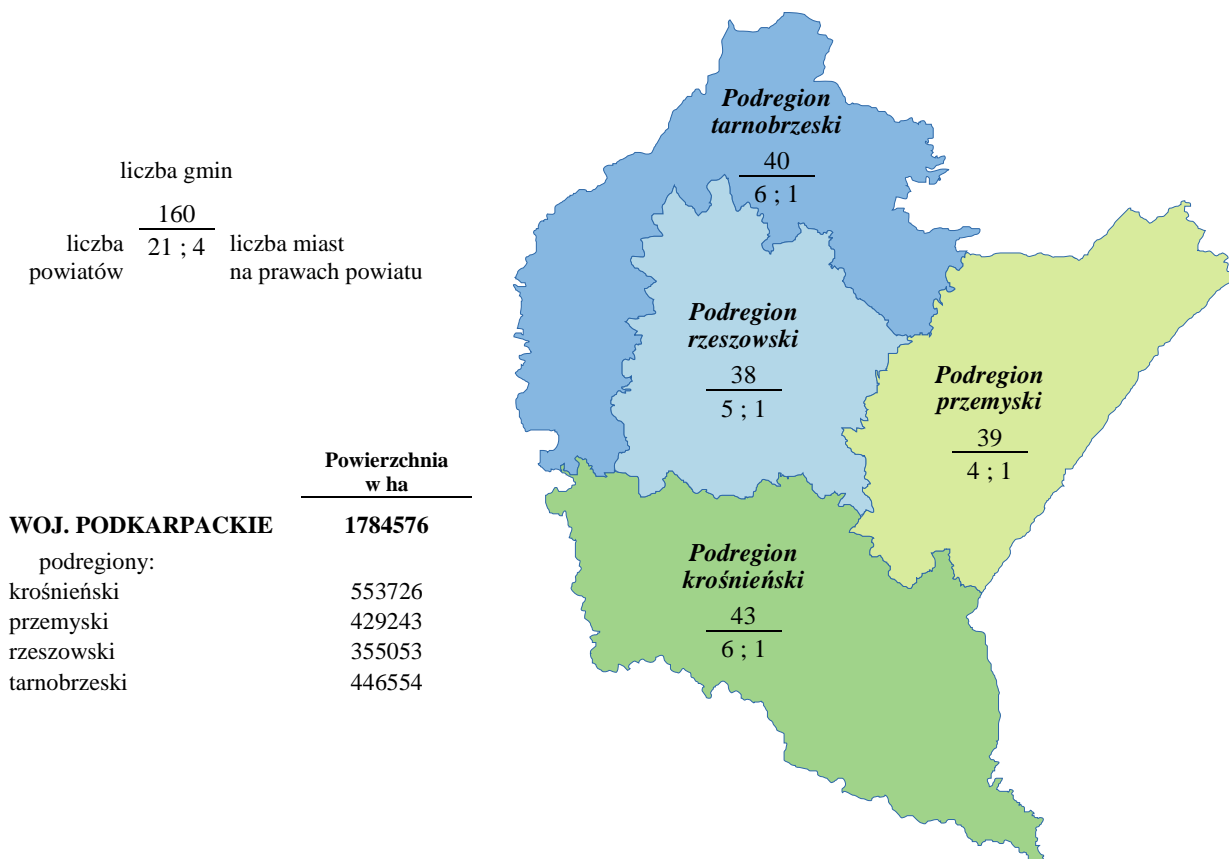 liczba gmin
160
liczba powiatów
21 ; 4
liczba miast
na prawach powiatu
Powierzchnia
w ha
WOJ. PODKARPACKIE 1784576
podregiony:
krośnieński 553726
przemyski 429243
rzeszowski 355053
tarnobrzeski 446554
Podregion
tarnobrzeski
40
6 ; 1
Podregion
rzeszowski
38
5 ; 1
Podregion
przemyski
39
4 ; 1
Podregion
krośnieński
43
6 ; 1